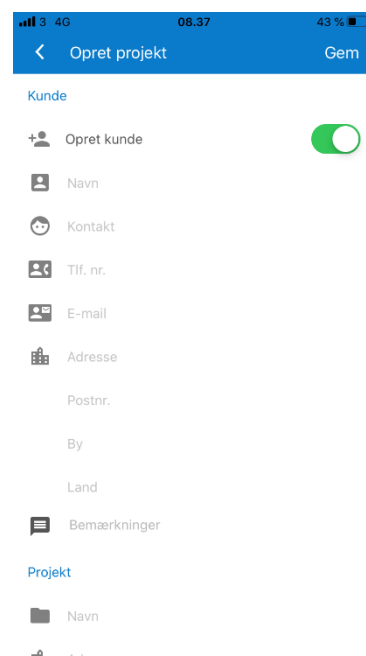 3 4G 08.37 43 %
Opret projekt Gem
Kunde
Opret kunde
Navn
Kontakt
Tlf. nr.
E-mail
Adresse
Postnr.
By
Land
Bemærkninger
Projekt
Navn